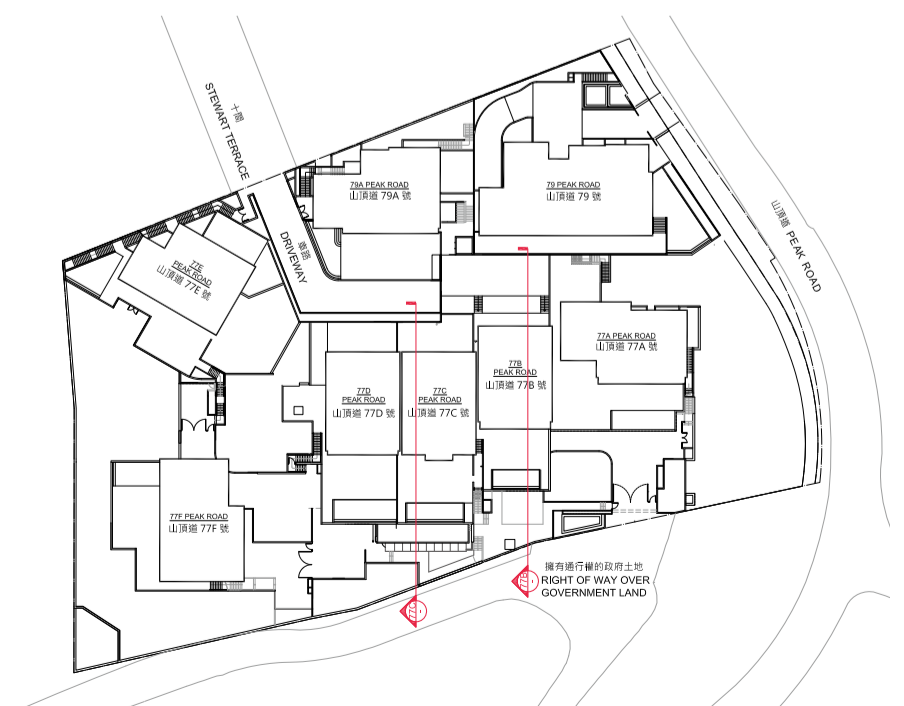 十間
STEWART TERRACE
車路
DRIVEWAY
山頂道 PEAK ROAD
79A PEAK ROAD
山頂道 79A 號
79 PEAK ROAD
山頂道 79 號
77E
PEAK ROAD
山頂道 77E 號
77A PEAK ROAD
山頂道 77A 號
77D
PEAK ROAD
山頂道 77D 號
77C
PEAK ROAD
山頂道 77C 號
77B
PEAK ROAD
山頂道 77B 號
77F PEAK ROAD
山頂道 77F 號
擁有通行權的政府土地
RIGHT OF WAY OVER
GOVERNMENT LAND
77B
-
77C
-